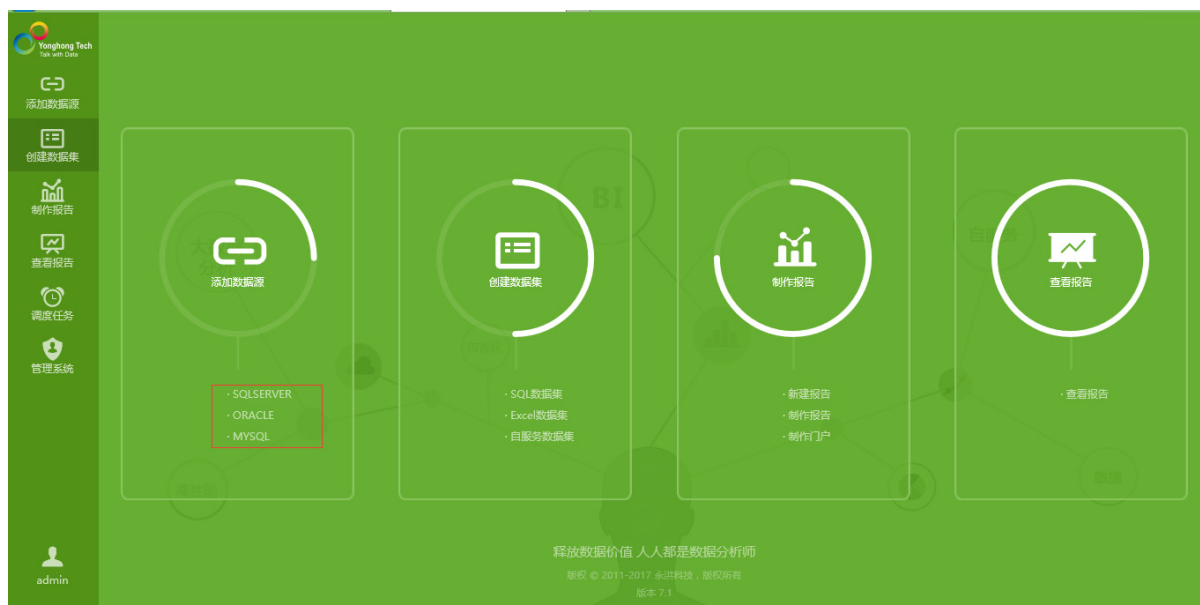 Yonghong Tech
Talk with Data
添加数据源
创建数据集
制作报告
查看报告
调度任务
管理系统
admin
添加数据源
· SQLSERVER
· ORACLE
· MYSQL
创建数据集
· SQL数据集
· Excel数据集
· 自服务数据集
制作报告
· 新建报告
· 制作报告
· 制作门户
查看报告
· 查看报告
BI
释放数据价值 人人都是数据分析师
版权 © 2011-2017 永洪科技，版权所有
版本 7.1